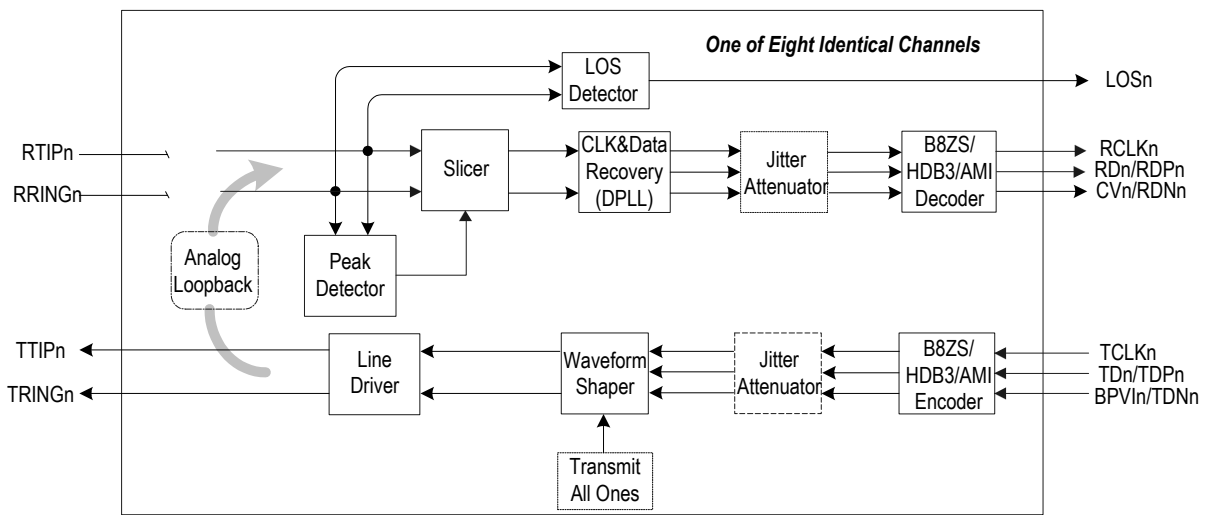 One of Eight Identical Channels
LOS
Detector
LOSn
RTIPn
RRINGn
Slicer
CLK&Data
Recovery
(DPLL)
Jitter
Attenuator
B8ZS/
HDB3/AMI
Decoder
RCLKn
RDn/RDPn
CVn/RDNn
Analog
Loopback
Peak
Detector
TTIPn
TRINGn
Line
Driver
Waveform
Shaper
Jitter
Attenuator
B8ZS/
HDB3/AMI
Encoder
TCLKn
TDn/TDPn
BPVIn/TDNn
Transmit
All Ones